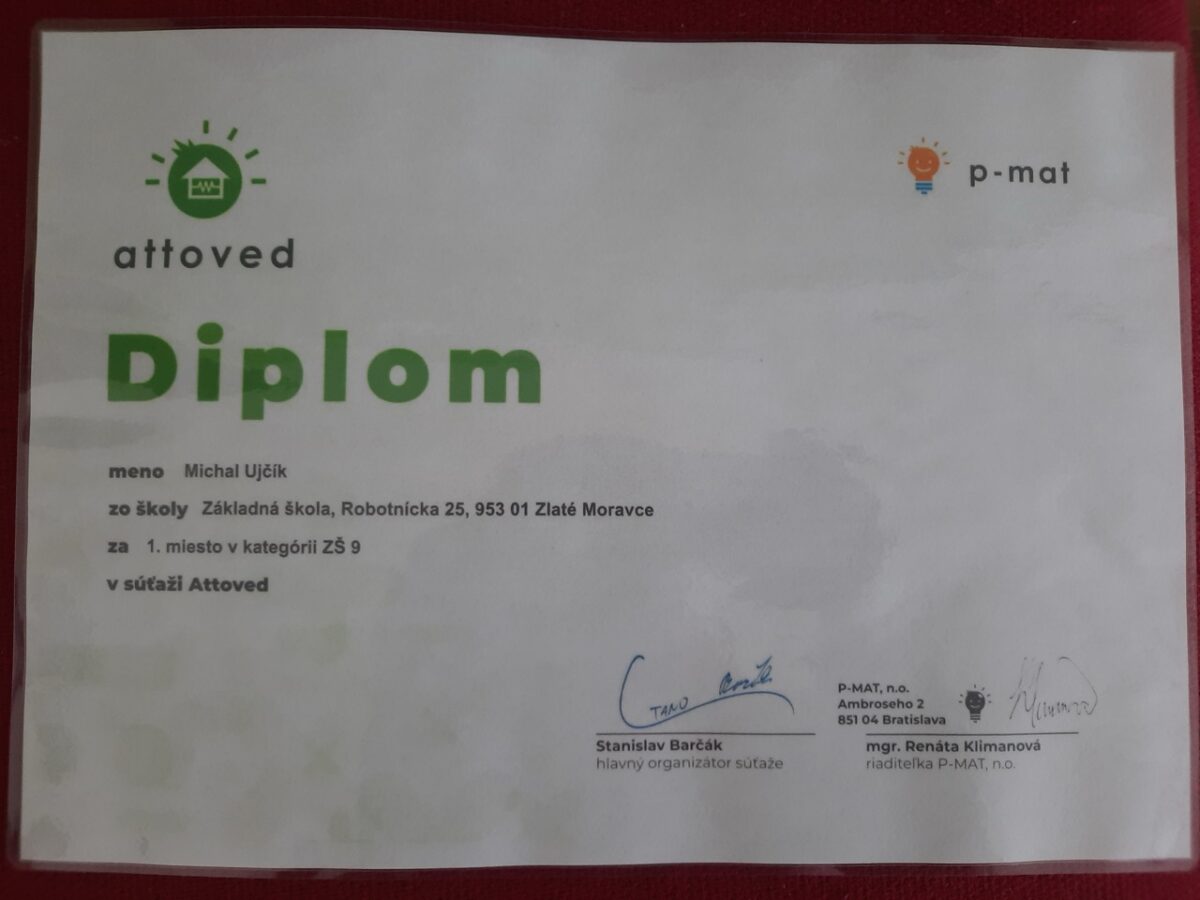 attoved
p-mat
Diplom
meno Michal Ujčík
zo školy Základná škola, Robotnícka 25, 953 01 Zlaté Moravce
za 1. miesto v kategórii ZŠ 9
v súťaži Attoved
P-MAT, n.o.
Ambroseho 2
851 04 Bratislava
Stanislav Barčák
hlavný organizátor súťaže
mgr. Renáta Klimanová
riaditeľka P-MAT, n.o.